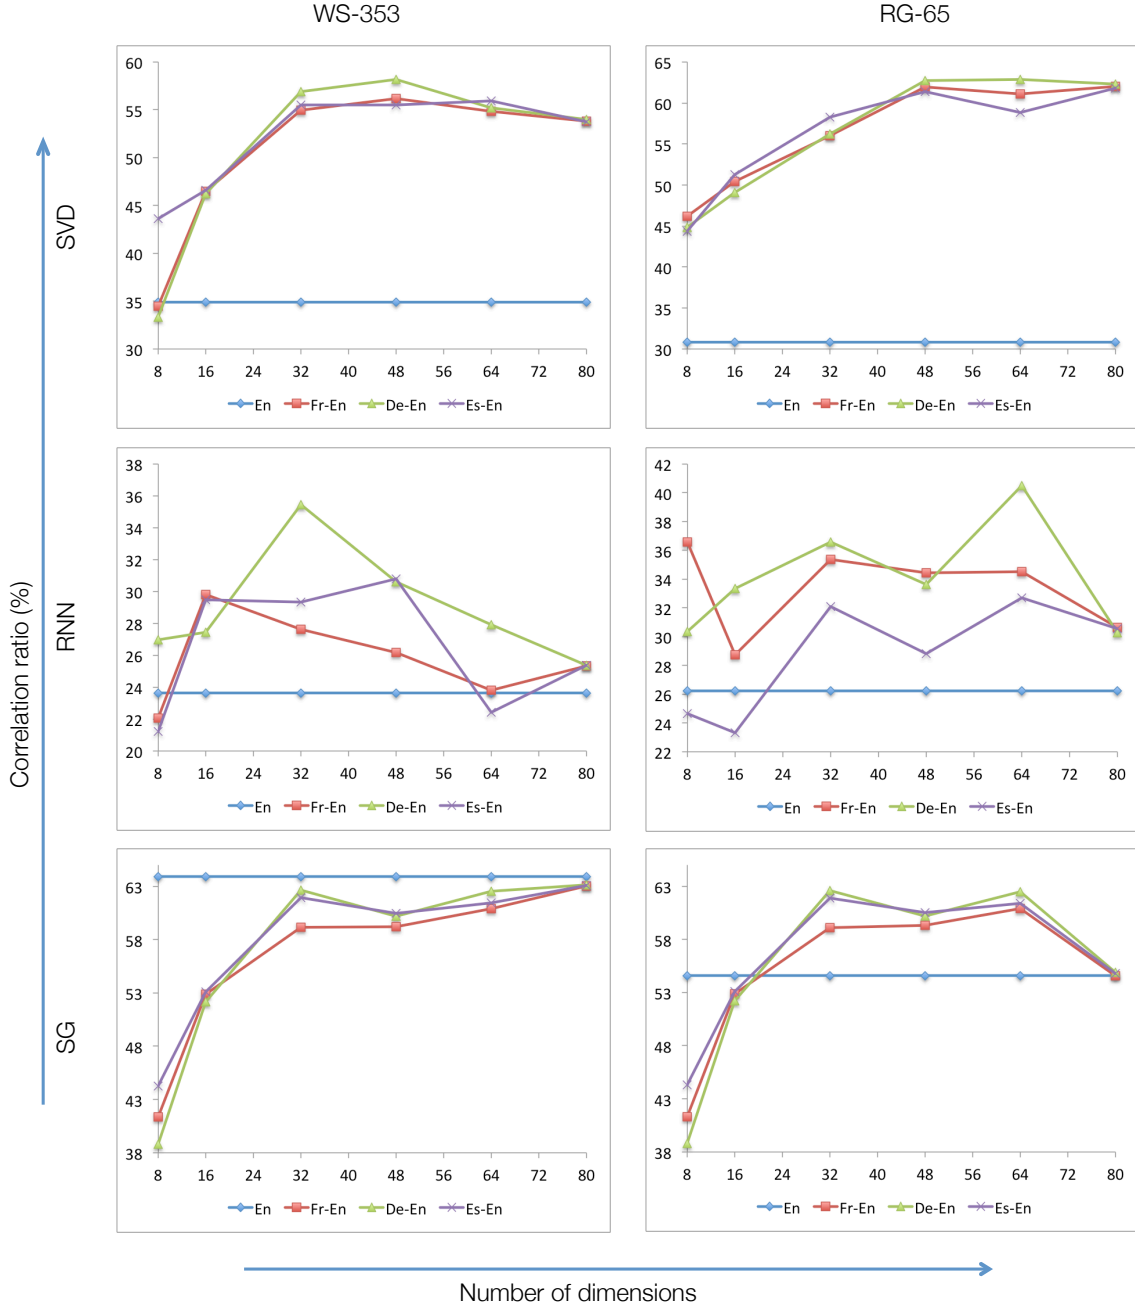 WS-353
RG-65
60
55
50
45
40
35
30
8 16 24 32 40 48 56 64 72 80
En Fr-En De-En Es-En
65
60
55
50
45
40
35
30
8 16 24 32 40 48 56 64 72 80
En Fr-En De-En Es-En
SVD
38
36
34
32
30
28
26
24
22
20
8 16 24 32 40 48 56 64 72 80
En Fr-En De-En Es-En
42
40
38
36
34
32
30
28
26
24
22
8 16 24 32 40 48 56 64 72 80
En Fr-En De-En Es-En
RNN
Correlation ratio (%)
63
58
53
48
43
38
8 16 24 32 40 48 56 64 72 80
En Fr-En De-En Es-En
63
58
53
48
43
38
8 16 24 32 40 48 56 64 72 80
En Fr-En De-En Es-En
SG
Number of dimensions